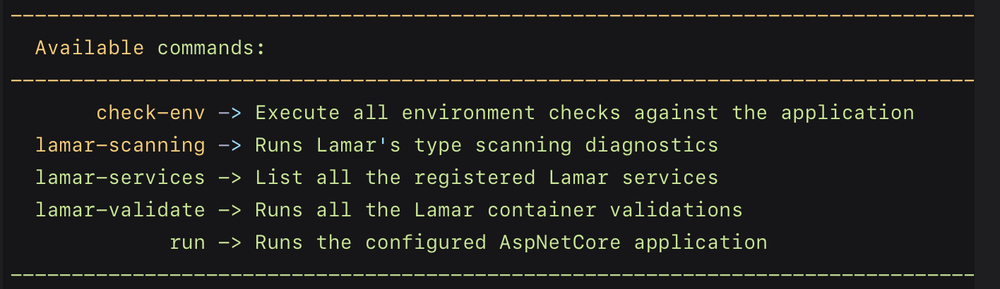 Available commands:
check-env -> Execute all environment checks against the application
lamar-scanning -> Runs Lamar's type scanning diagnostics
lamar-services -> List all the registered Lamar services
lamar-validate -> Runs all the Lamar container validations
run -> Runs the configured AspNetCore application